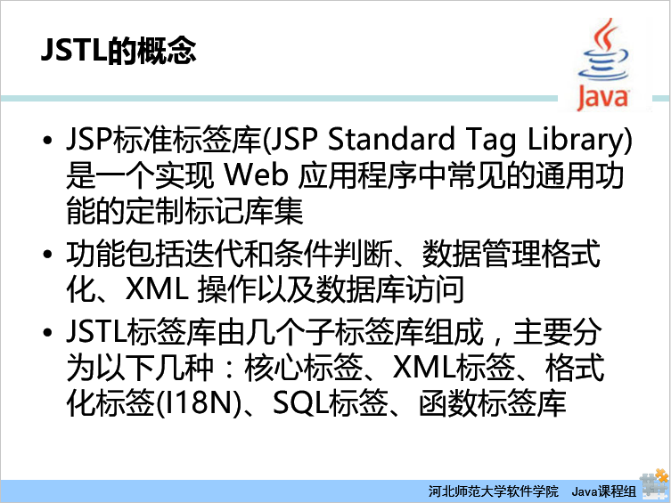 JSTL的概念
Java
• JSP标准标签库(JSP Standard Tag Library)
是一个实现 Web 应用程序中常见的通用功
能的定制标记库集
• 功能包括迭代和条件判断、数据管理格式
化、XML 操作以及数据库访问
• JSTL标签库由几个子标签库组成，主要分
为以下几种：核心标签、XML标签、格式
化标签(I18N)、SQL标签、函数标签库
河北师范大学软件学院 Java课程组